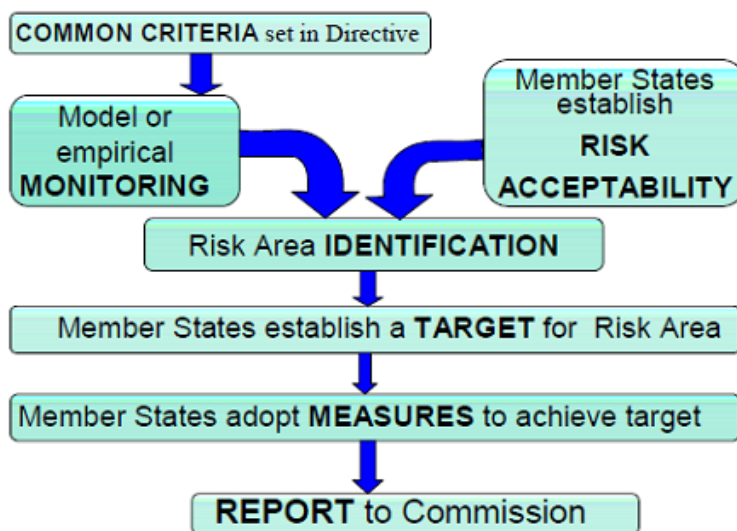 COMMON CRITERIA set in Directive
Model or
empirical
MONITORING
Member States
establish
RISK
ACCEPTABILITY
Risk Area IDENTIFICATION
Member States establish a TARGET for Risk Area
Member States adopt MEASURES to achieve target
REPORT to Commission